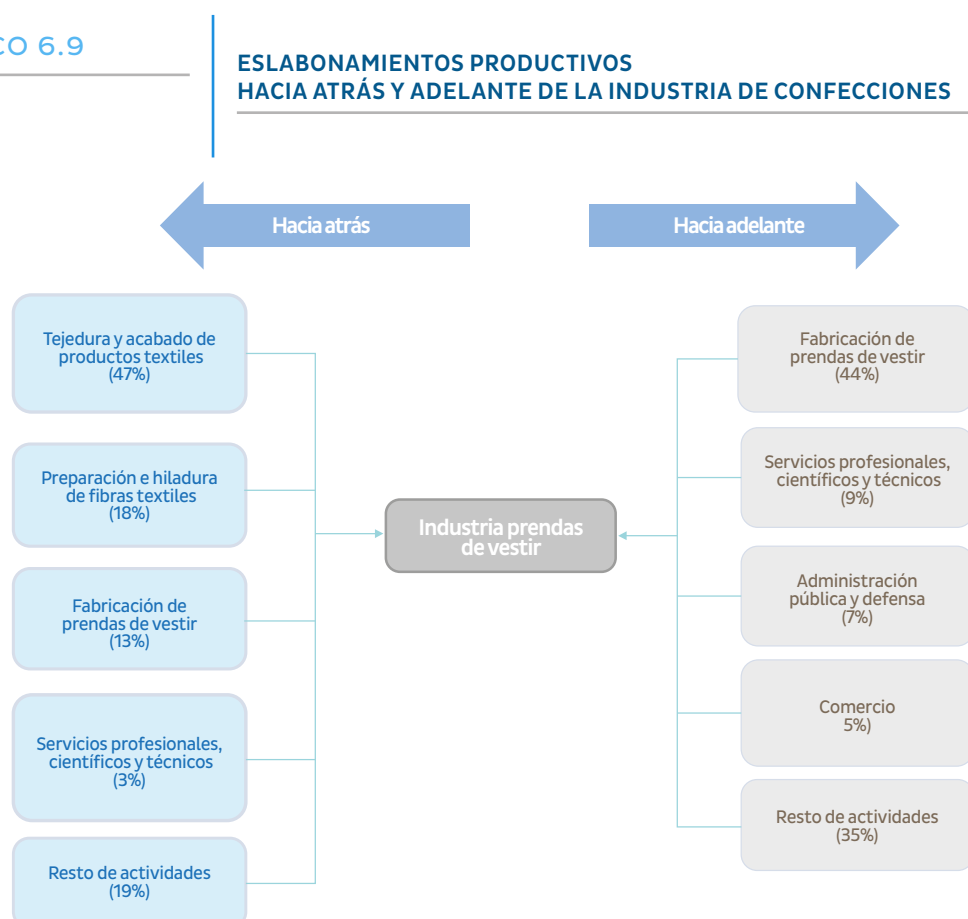 CO 6.9
ESLABONAMIENTOS PRODUCTIVOS
HACIA ATRÁS Y ADELANTE DE LA INDUSTRIA DE CONFECCIONES
Hacia atrás
Hacia adelante
Tejedura y acabado de
productos textiles
(47%)
Preparación e hiladura
de fibras textiles
(18%)
Fabricación de
prendas de vestir
(13%)
Servicios profesionales,
científicos y técnicos
(3%)
Resto de actividades
(19%)
Industria prendas
de vestir
Fabricación de
prendas de vestir
(44%)
Servicios profesionales,
científicos y técnicos
(9%)
Administración
pública y defensa
(7%)
Comercio
5%)
Resto de actividades
(35%)